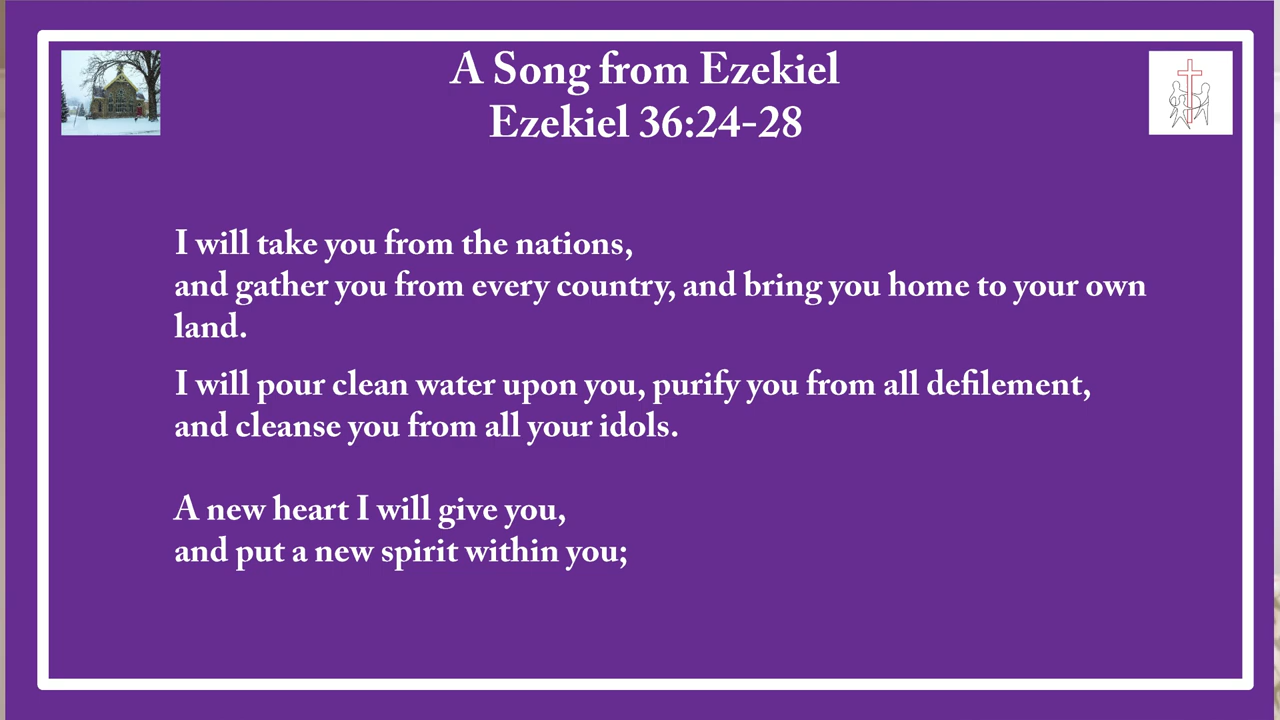 A Song from Ezekiel
Ezekiel 36:24-28
I will take you from the nations,
and gather you from every country, and bring you home to your own
land.
I will pour clean water upon you, purify you from all defilement,
and cleanse you from all your idols.
A new heart I will give you,
and put a new spirit within you;